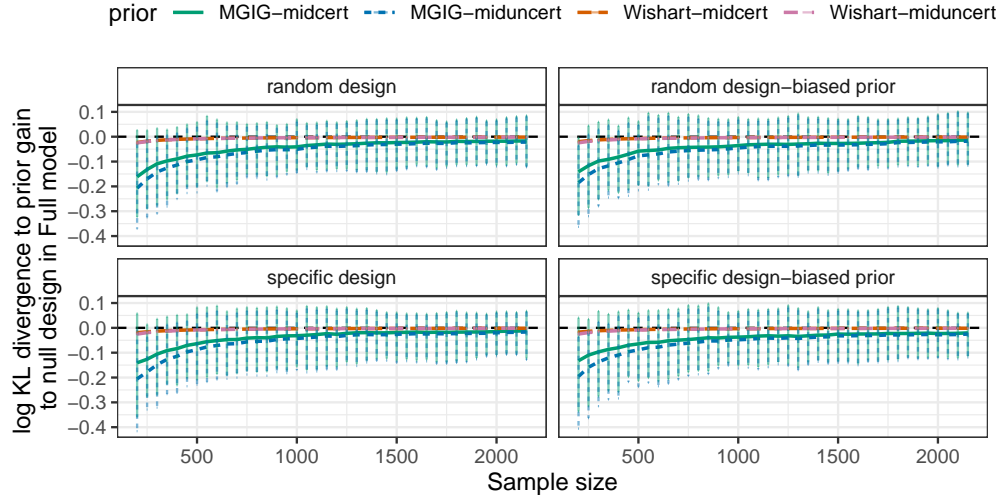 prior MGIG−midcert MGIG−miduncert Wishart−midcert Wishart−miduncert
random design
random design−biased prior
0.1
0.0
−0.1
−0.2
−0.3
−0.4
specific design
specific design−biased prior
0.1
0.0
−0.1
−0.2
−0.3
−0.4
500 1000 1500 2000
500 1000 1500 2000
Sample size
log KL divergence to prior gain
to null design in Full model